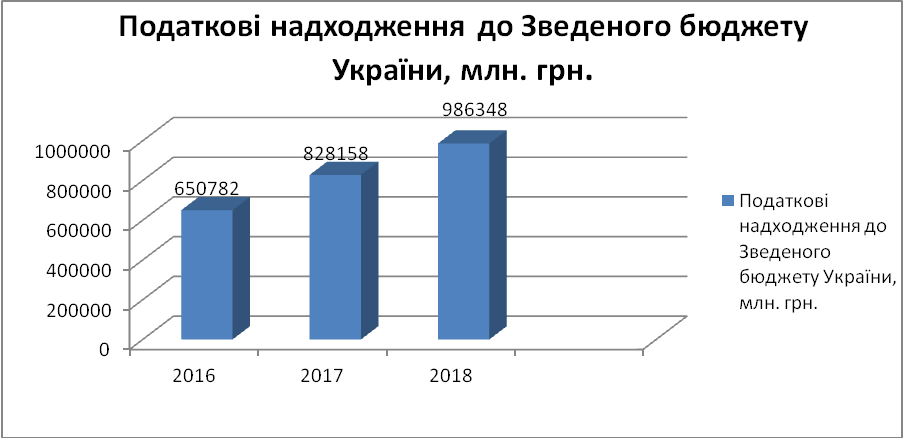 Податкові надходження до Зведеного бюджету
України, млн. грн.
986348
828158
650782
1000000
800000
600000
400000
200000
0
2016
2017
2018
Податкові
надходження до
Зведеного
бюджету України,
млн. грн.